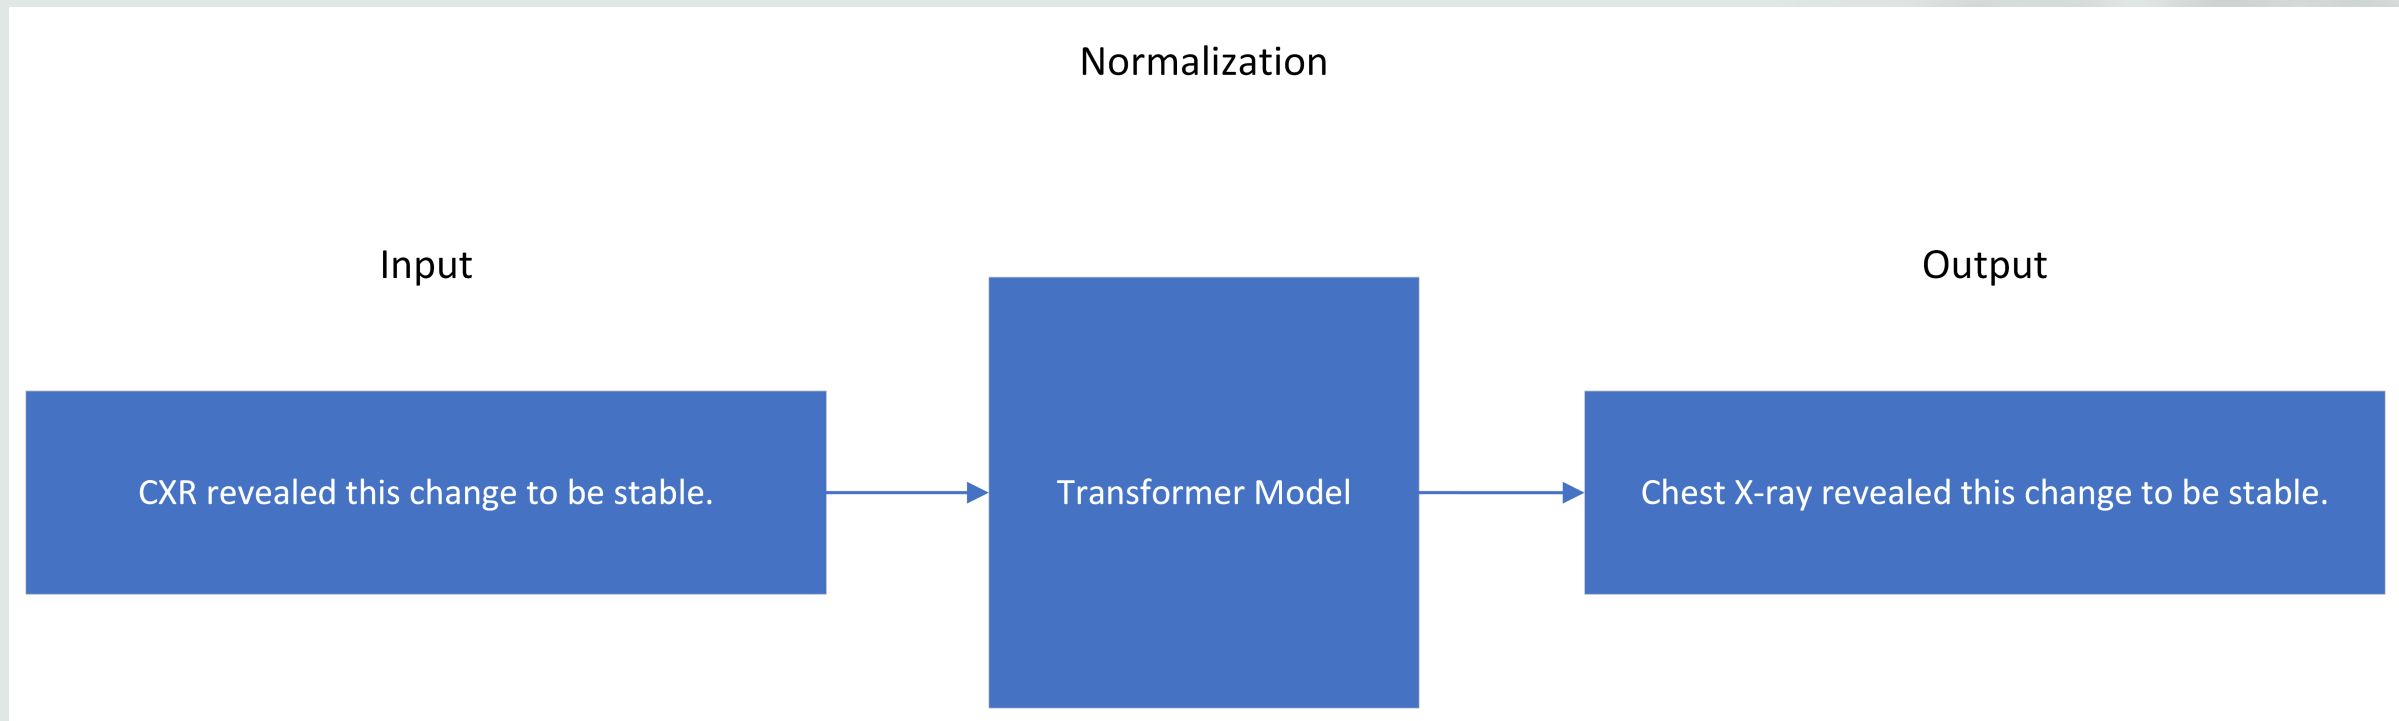 Normalization
Input
Output
CXR revealed this change to be stable.
Transformer Model
Chest X-ray revealed this change to be stable.